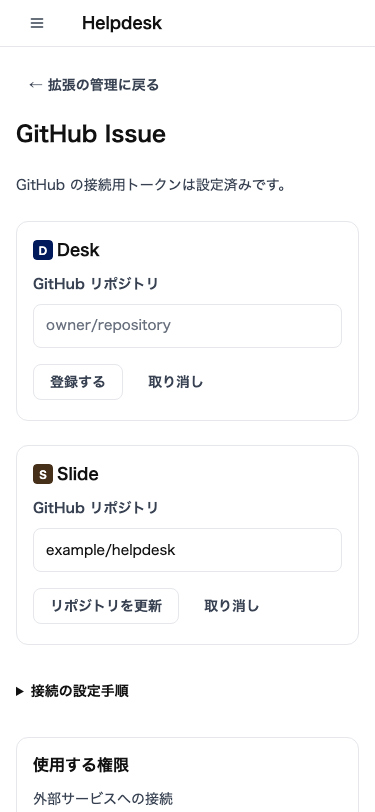 Helpdesk
← 拡張の管理に戻る
GitHub Issue
GitHub の接続用トークンは設定済みです。
D Desk
GitHub リポジトリ
owner/repository
登録する 取り消し
S Slide
GitHub リポジトリ
example/helpdesk
リポジトリを更新 取り消し
▶ 接続の設定手順
使用する権限
外部サービスへの接続